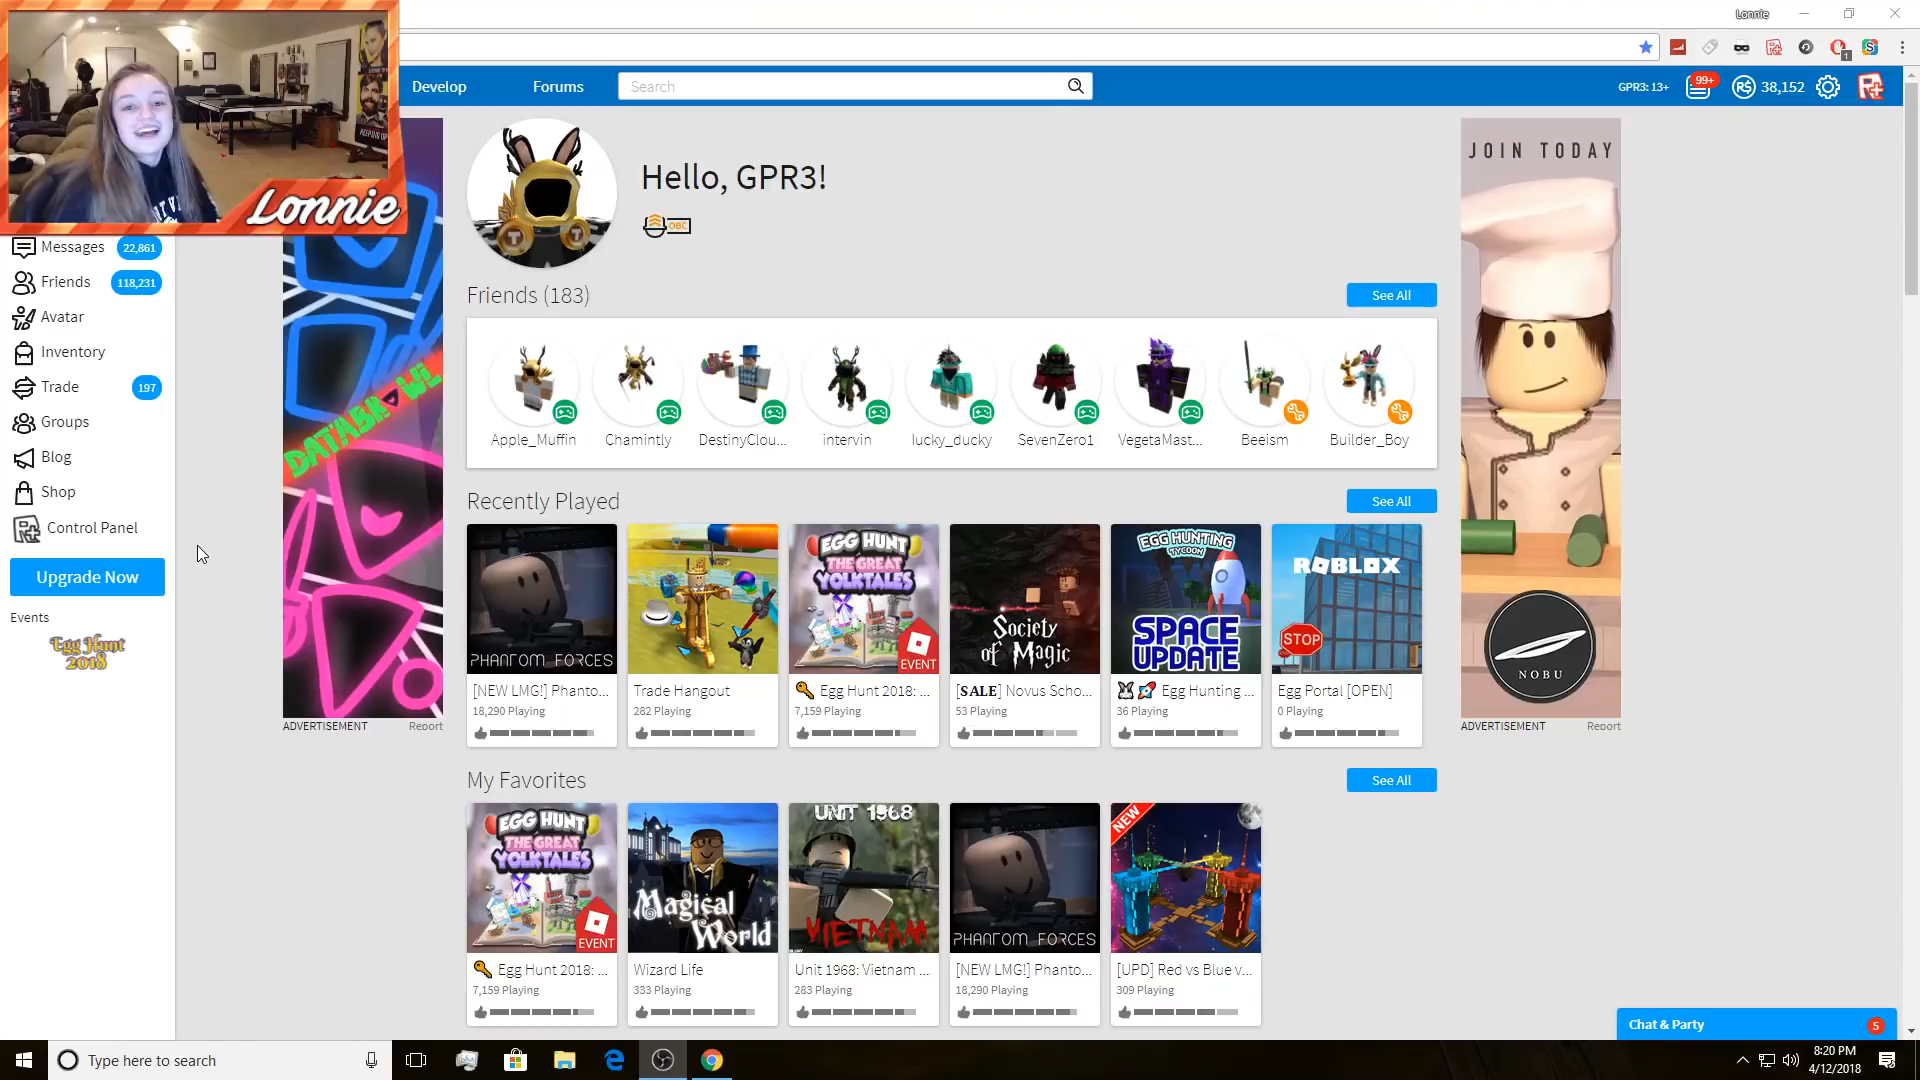 Lonnie
Develop
Forums
Search
GPR3: 13+
99+
R$ 38,152
1
S
Lonnie
Messages 22,861
Friends 118,231
Avatar
Inventory
Trade 197
Groups
Blog
Shop
Control Panel
Upgrade Now
Events
Egg Hunt
2018
ADVERTISEMENT
Report
Hello, GPR3!
OBC
Friends (183)
See All
Apple_Muffin
Chamintly
DestinyClou...
intervin
lucky_ducky
SevenZero1
VegetaMast...
Beeism
Builder_Boy
Recently Played
See All
PHANTOM FORCES
EGG HUNT
THE GREAT
YOLKTALES
EVENT
Society
of Magic
EGG HUNTING
TYCOON
SPACE
UPDATE
ROBLOX
STOP
[NEW LMG!] Phanto...
18,290 Playing
Trade Hangout
282 Playing
Egg Hunt 2018: ...
7,159 Playing
[SALE] Novus Scho...
53 Playing
Egg Hunting ...
36 Playing
Egg Portal [OPEN]
0 Playing
My Favorites
See All
EGG HUNT
THE GREAT
YOLKTALES
EVENT
Magical
World
UNIT 1968
VIETNAM
PHANTOM FORCES
NEW
Egg Hunt 2018: ...
7,159 Playing
Wizard Life
333 Playing
Unit 1968: Vietnam ...
283 Playing
[NEW LMG!] Phanto...
18,290 Playing
[UPD] Red vs Blue v...
309 Playing
JOIN TODAY
NOBU
ADVERTISEMENT
Report
Chat & Party 5
Type here to search
8:20 PM
4/12/2018